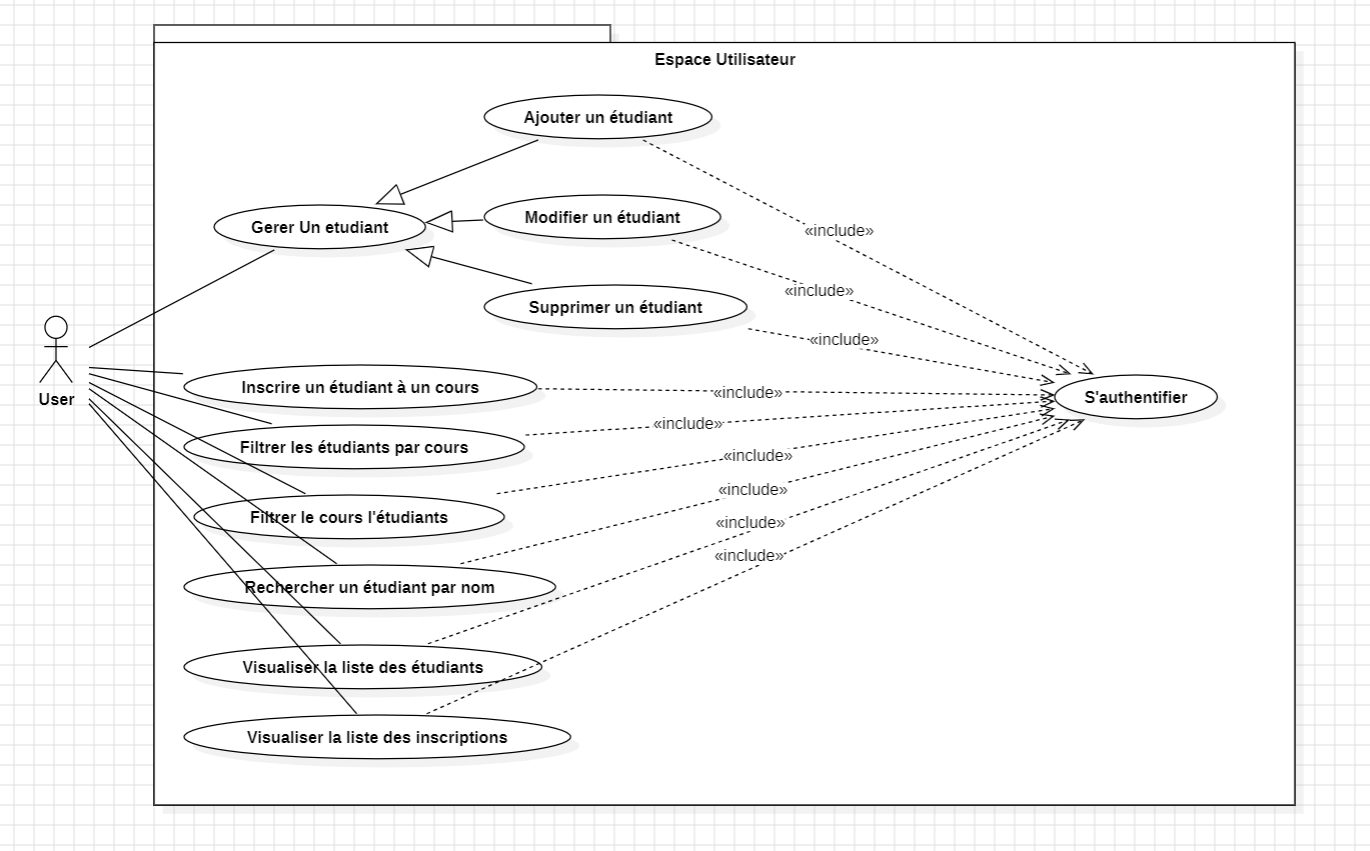 Espace Utilisateur
Ajouter un étudiant
Gerer Un etudiant
Modifier un étudiant
«include»
«include»
Supprimer un étudiant
«include»
User
Inscrire un étudiant à un cours
«include»
S'authentifier
«include»
Filtrer les étudiants par cours
«include»
«include»
Filtrer le cours l'étudiants
«include»
«include»
Rechercher un étudiant par nom
Visualiser la liste des étudiants
Visualiser la liste des inscriptions